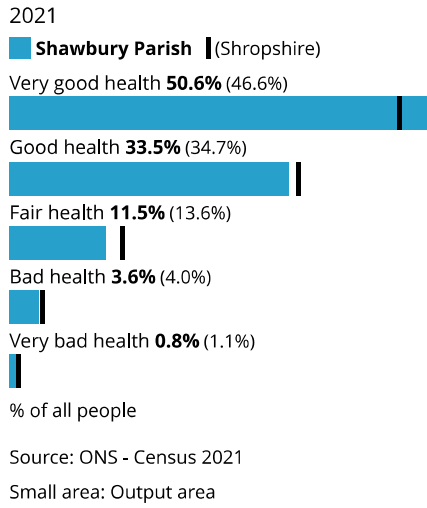 2021
Shawbury Parish (Shropshire)
Very good health 50.6% (46.6%)
Good health 33.5% (34.7%)
Fair health 11.5% (13.6%)
Bad health 3.6% (4.0%)
Very bad health 0.8% (1.1%)
% of all people
Source: ONS - Census 2021
Small area: Output area